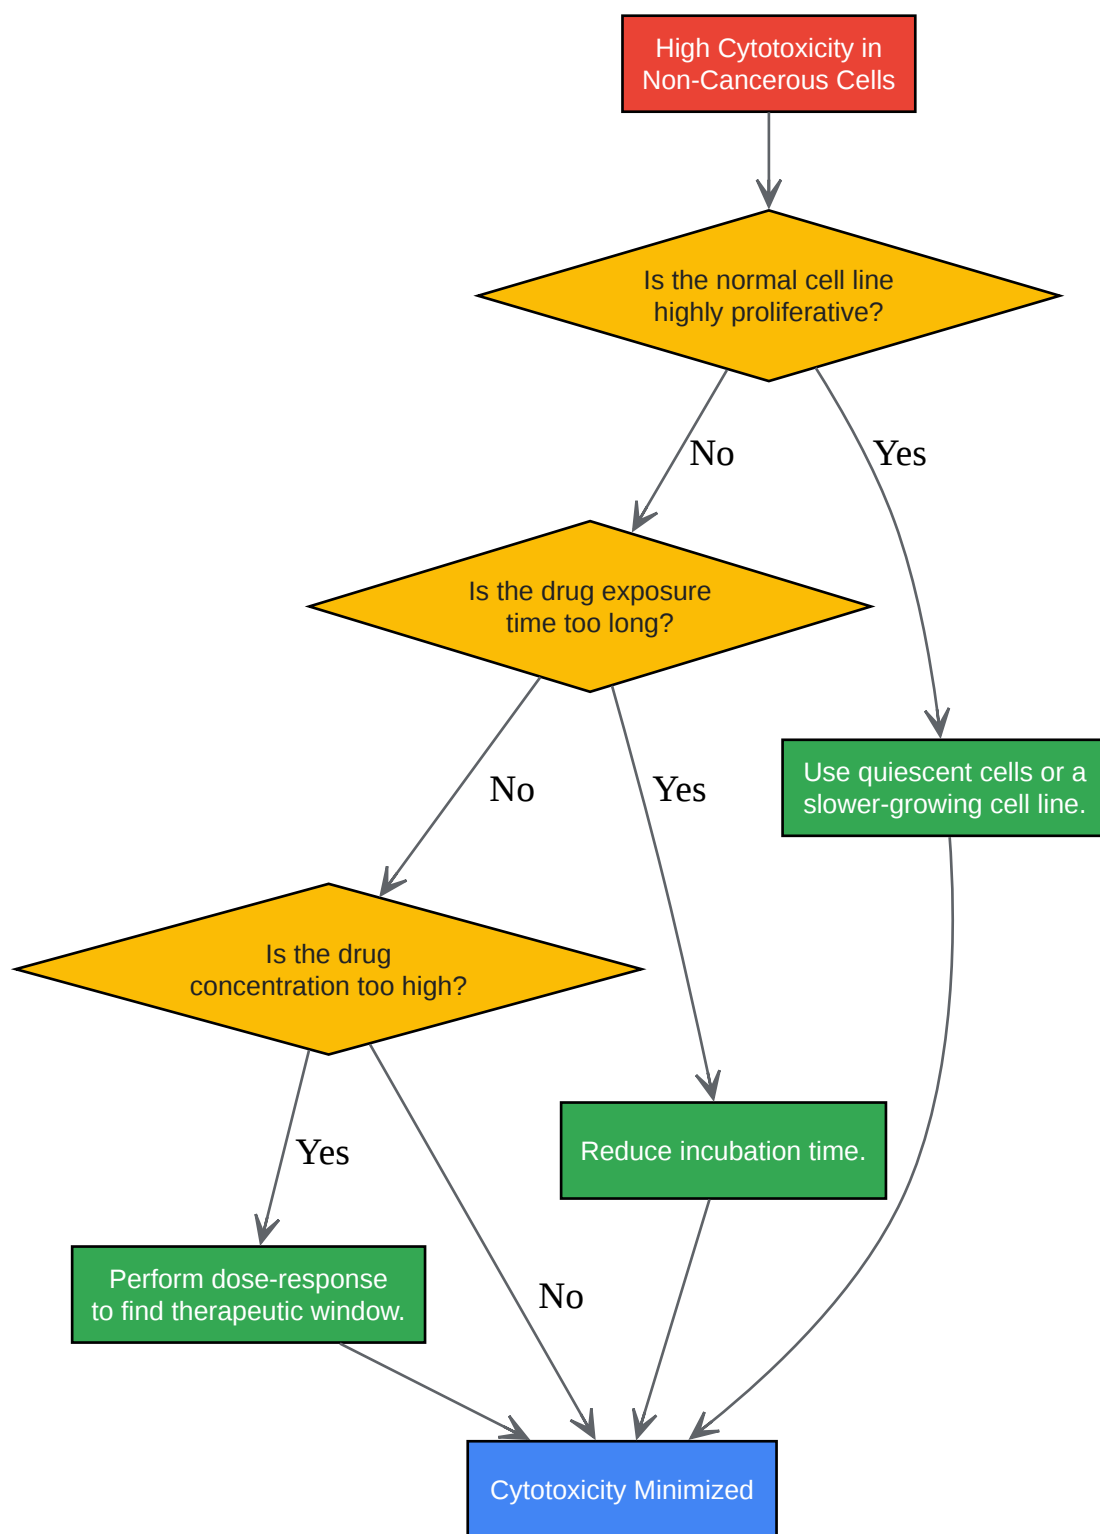 High Cytotoxicity in
Non-Cancerous Cells
Is the normal cell line
highly proliferative?
No
Yes
Is the drug exposure
time too long?
Use quiescent cells or a
slower-growing cell line.
No
Yes
Is the drug
concentration too high?
Reduce incubation time.
Yes
Perform dose-response
to find therapeutic window.
No
Cytotoxicity Minimized